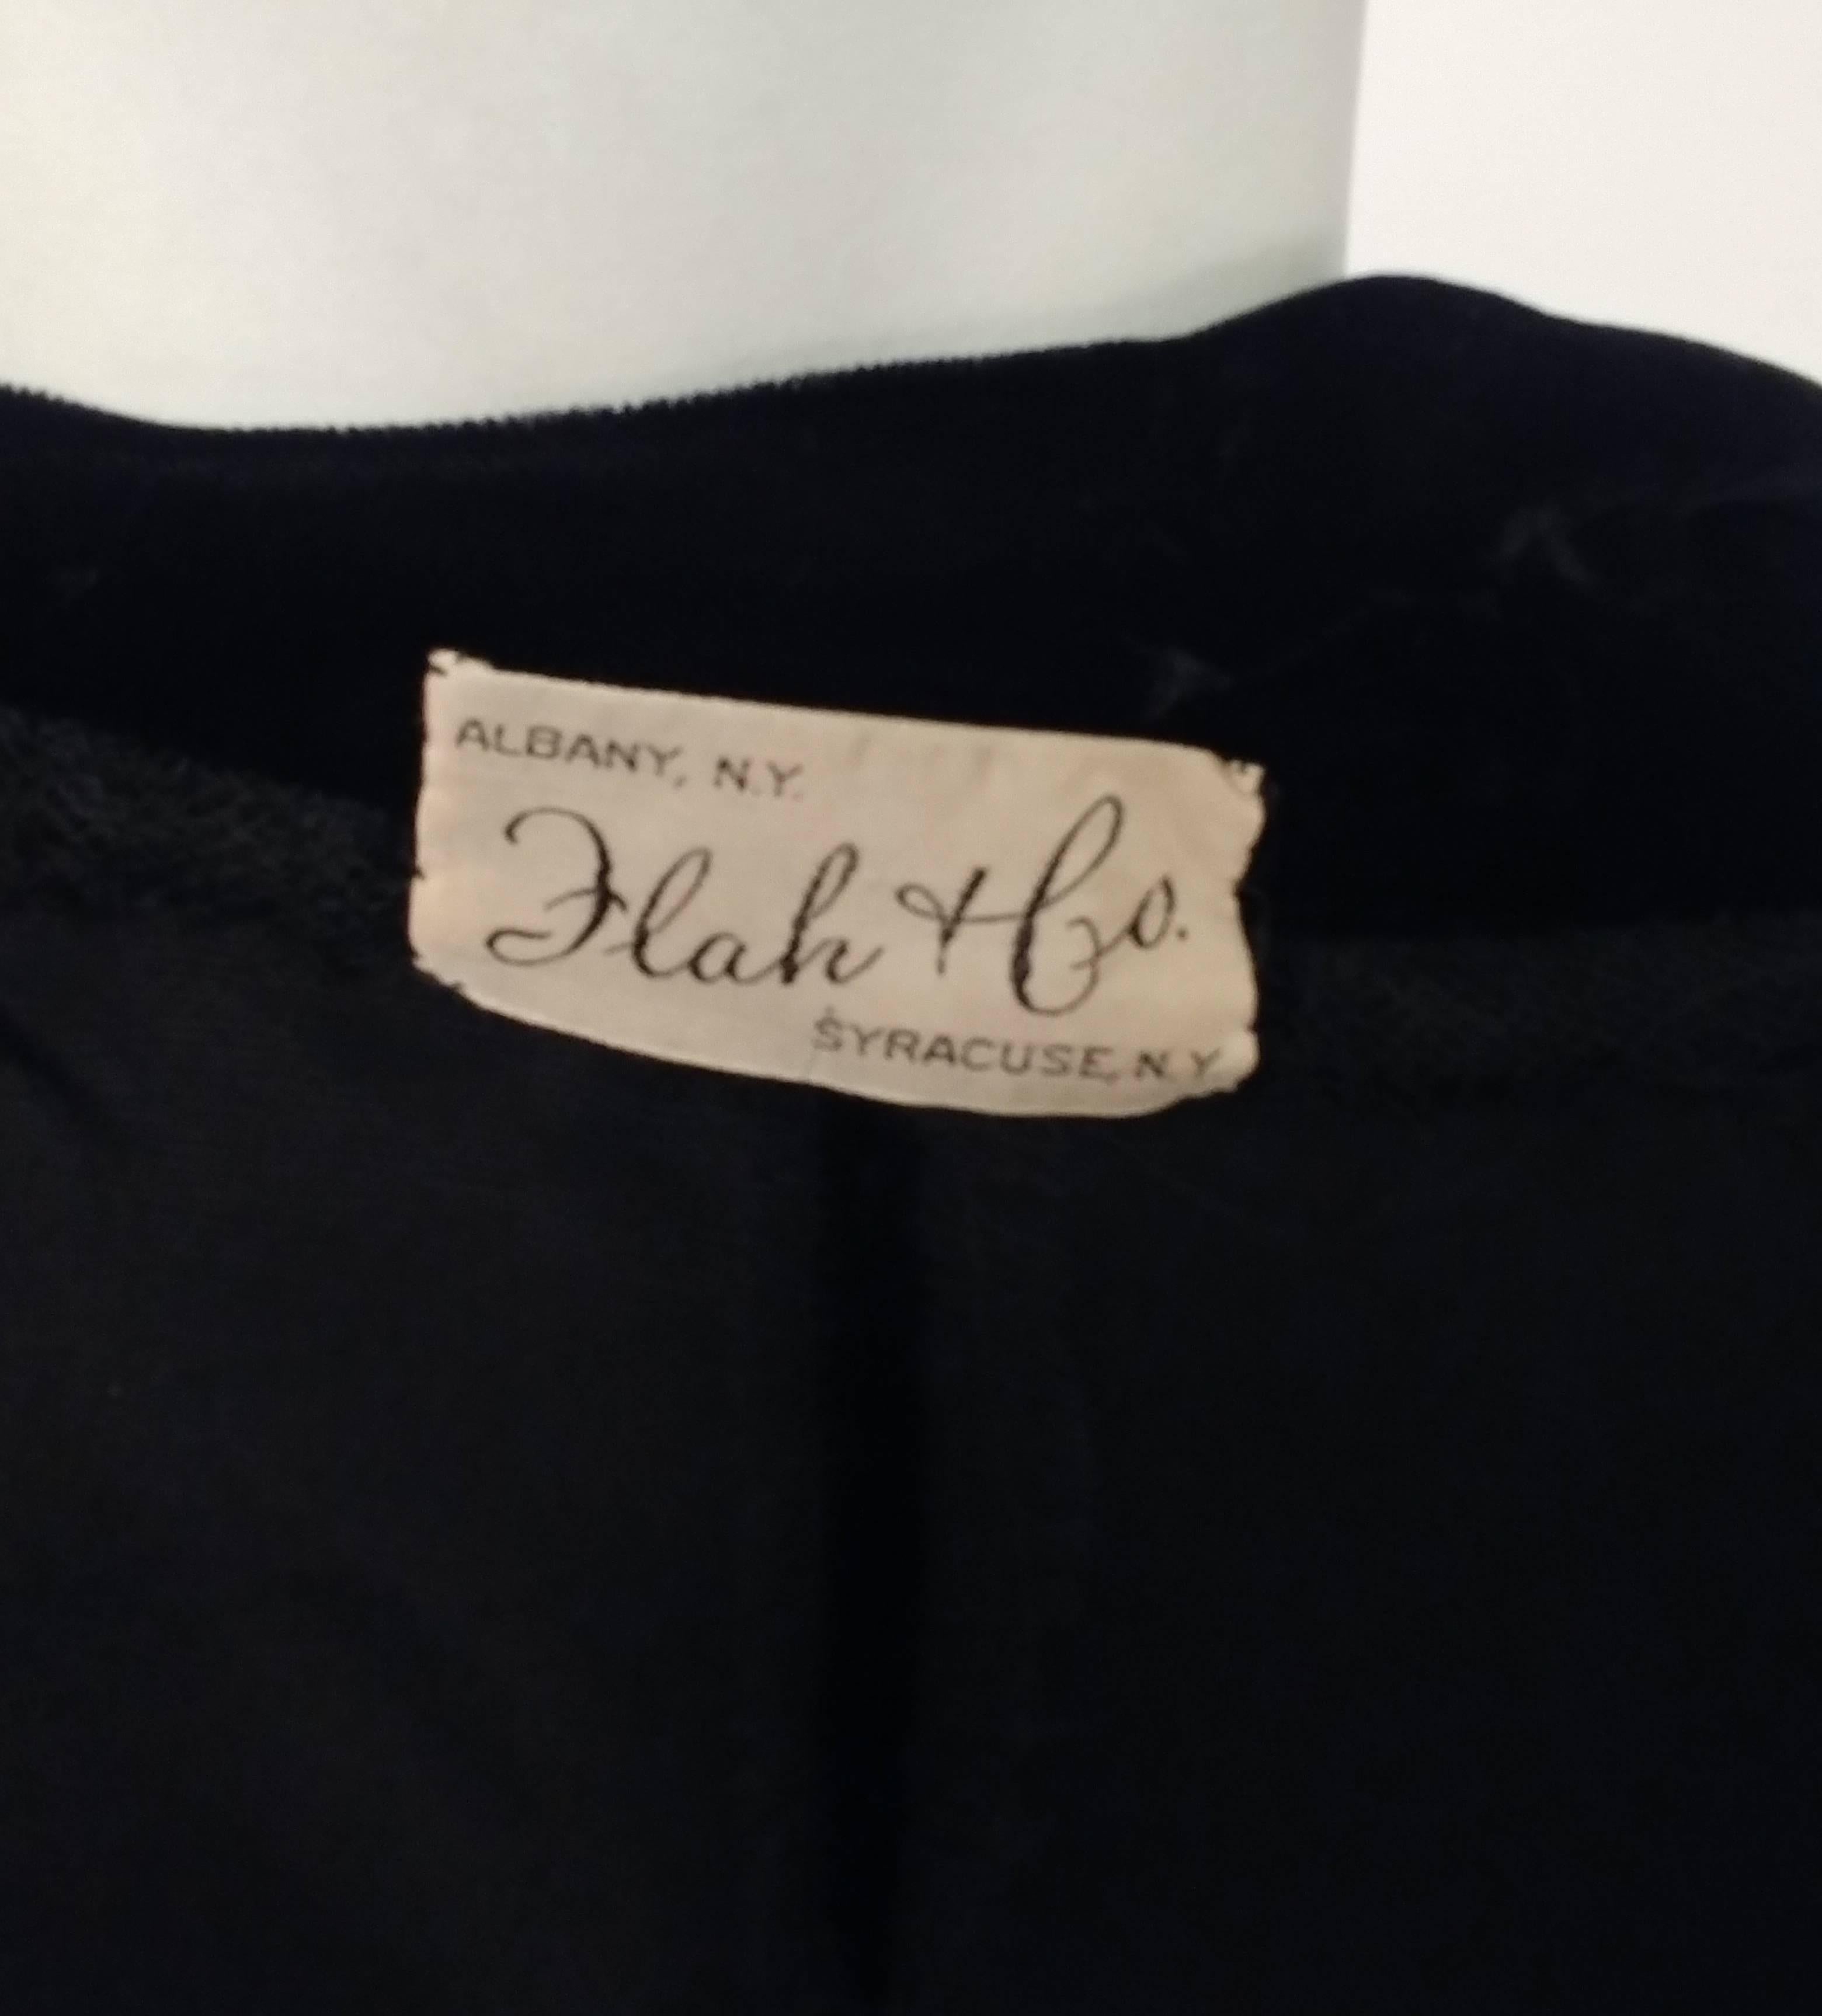 ALBANY, N.Y.
Flah & Co.
SYRACUSE, N.Y.